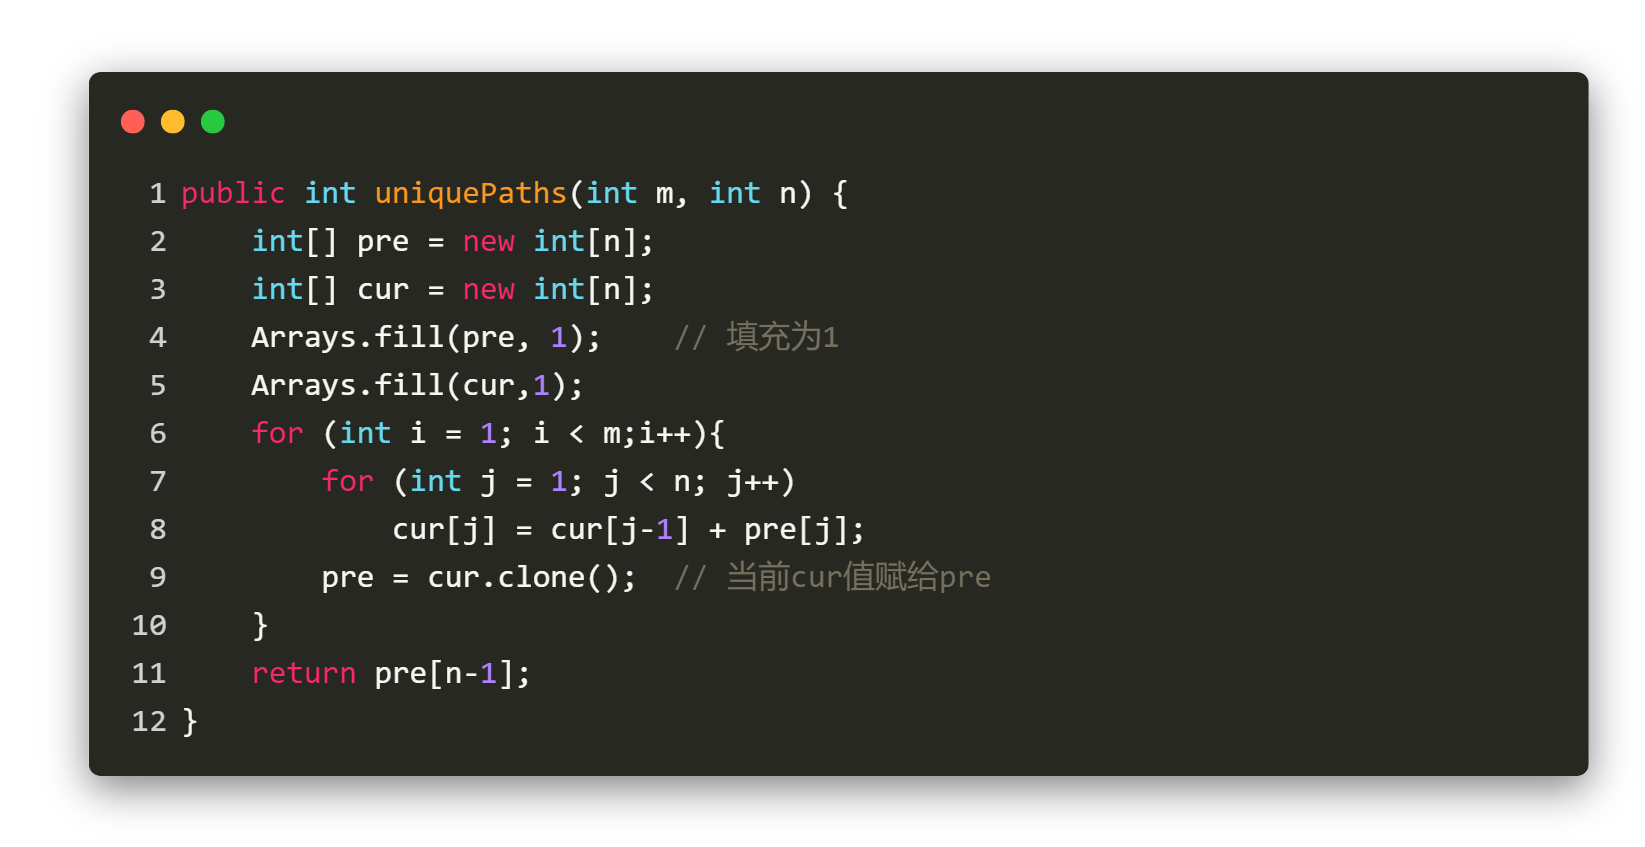 1 public int uniquePaths(int m, int n) {
2     int[] pre = new int[n];
3     int[] cur = new int[n];
4     Arrays.fill(pre, 1);    // 填充为1
5     Arrays.fill(cur,1);
6     for (int i = 1; i < m;i++){
7         for (int j = 1; j < n; j++)
8             cur[j] = cur[j-1] + pre[j];
9         pre = cur.clone();  // 当前cur值赋给pre
10     }
11     return pre[n-1];
12 }